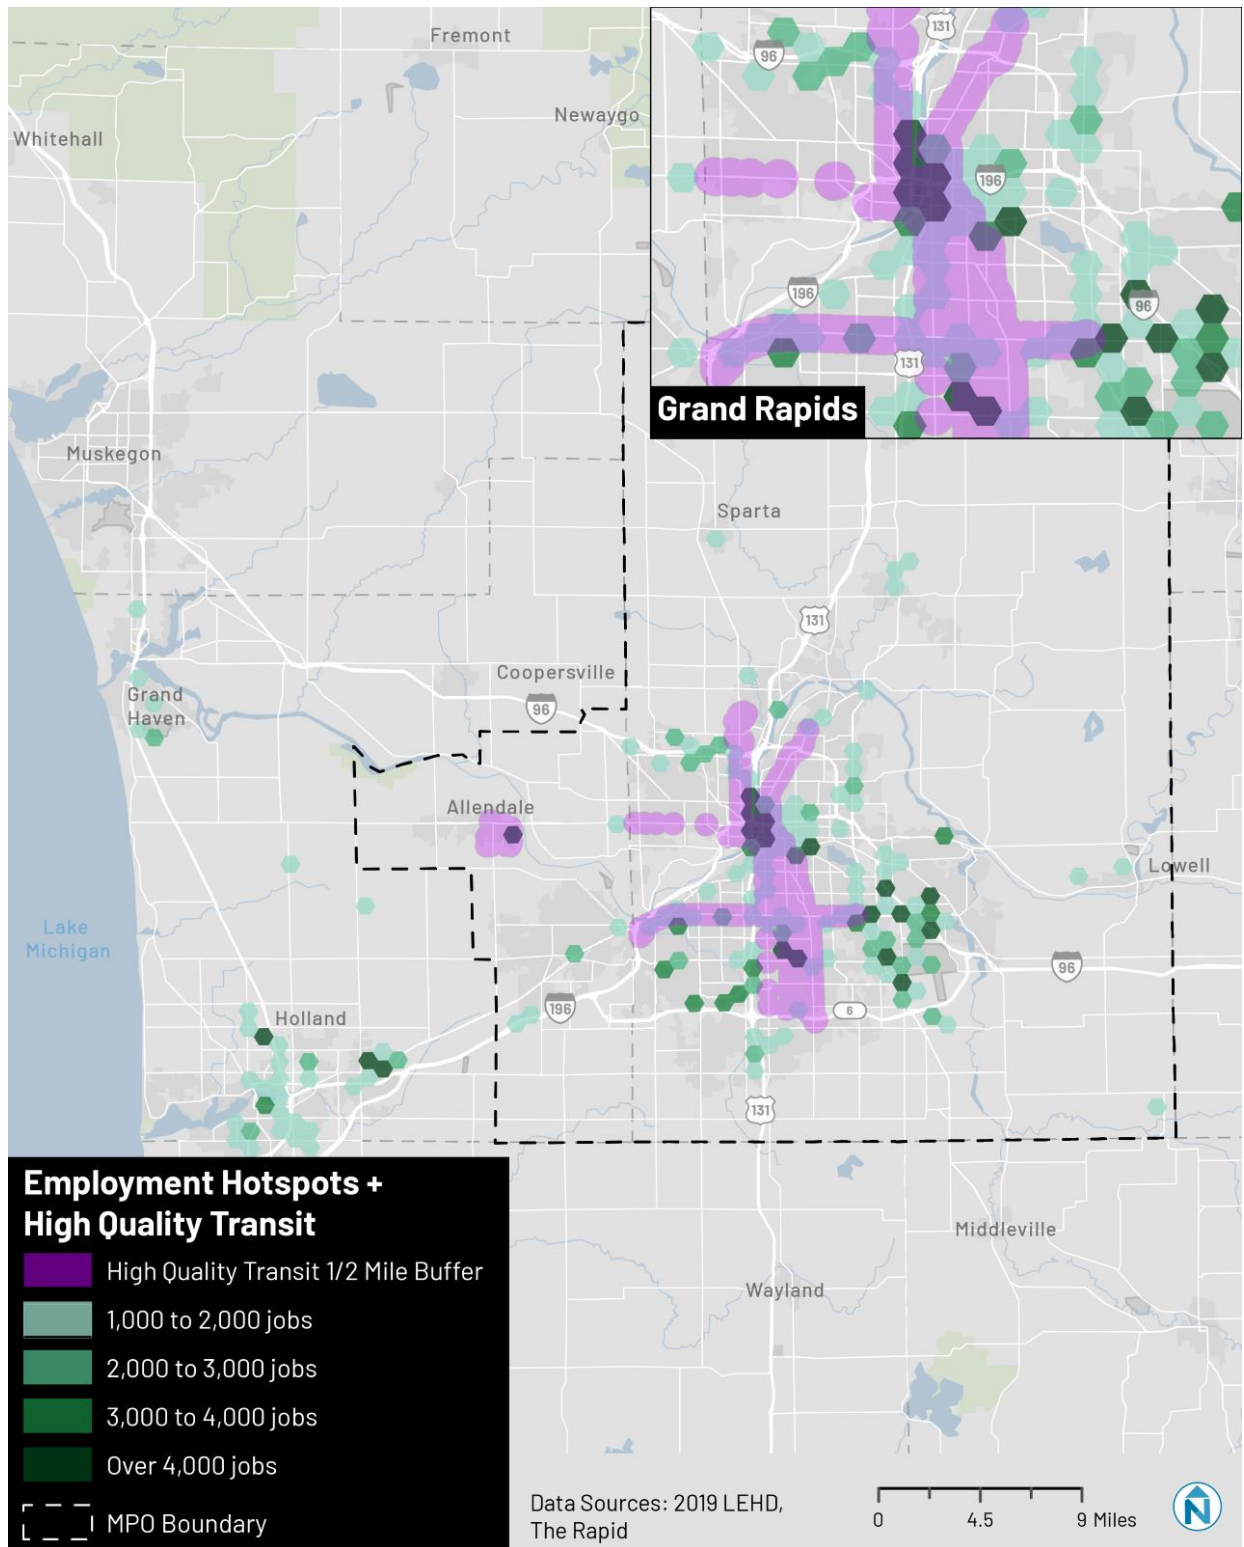 Fremont
Newaygo
Whitehall
131
96
196
196
96
131
Grand Rapids
Muskegon
Sparta
131
Coopersville
96
Grand
Haven
Allendale
Lowell
Lake
Michigan
96
196
6
Holland
131
Middleville
Wayland
Employment Hotspots +
High Quality Transit
High Quality Transit 1/2 Mile Buffer
1,000 to 2,000 jobs
2,000 to 3,000 jobs
3,000 to 4,000 jobs
Over 4,000 jobs
MPO Boundary
Data Sources: 2019 LEHD,
The Rapid
0 4.5 9 Miles
N